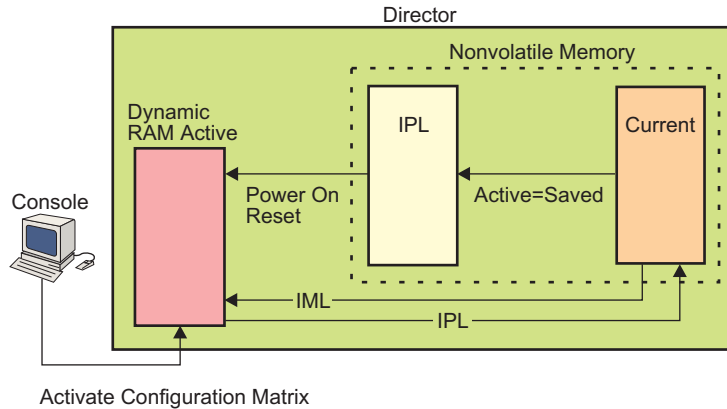 Director
Nonvolatile Memory
Dynamic
RAM Active
IPL
Current
Power On
Reset
Active=Saved
Console
IML
IPL
Activate Configuration Matrix